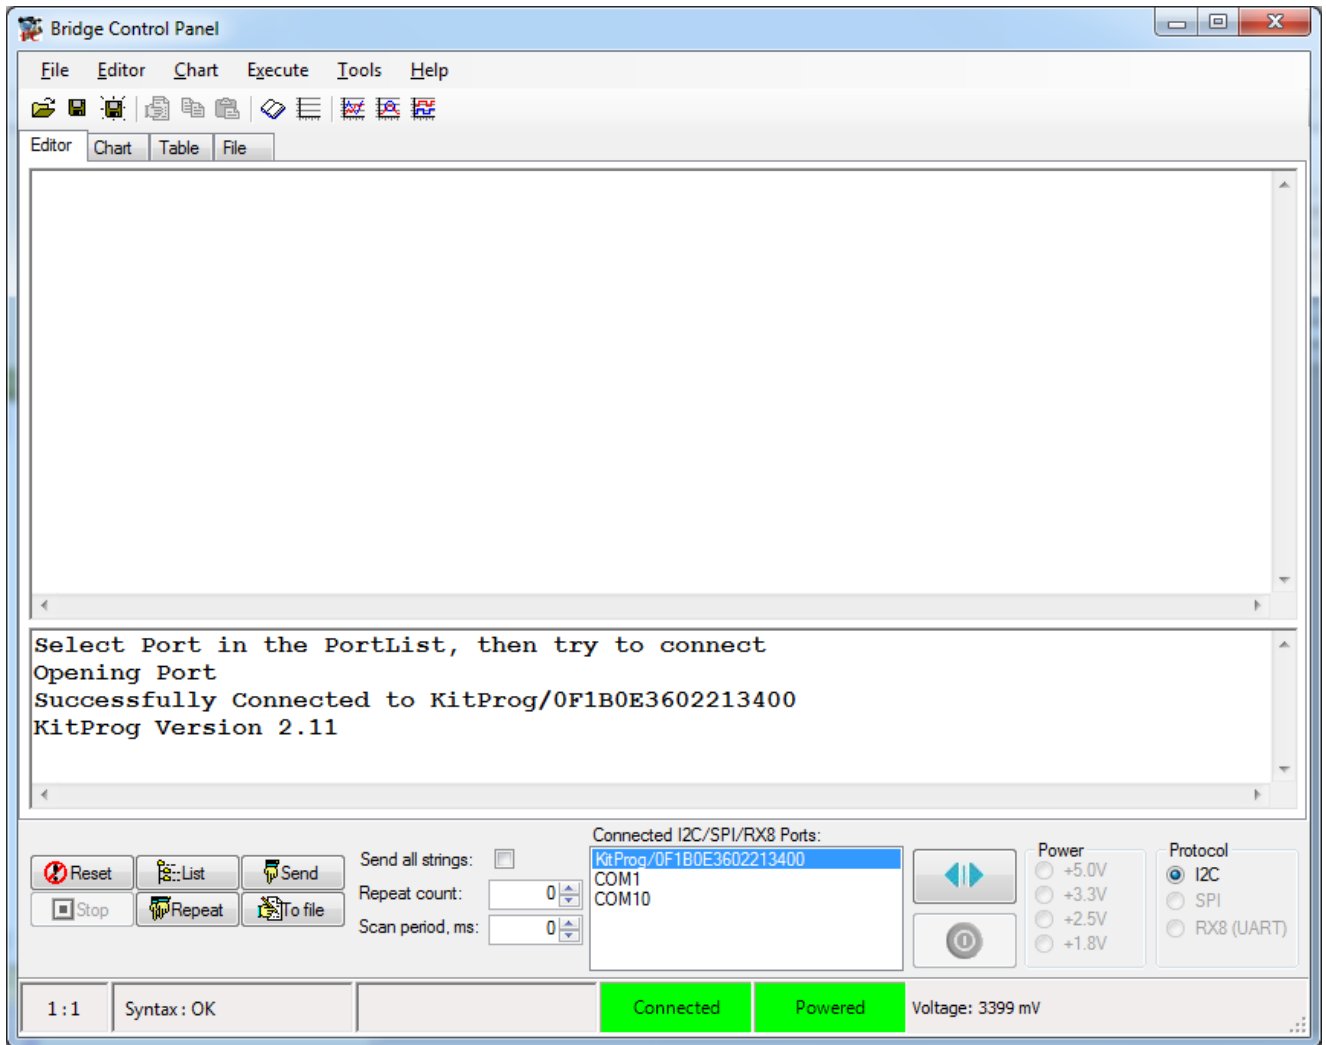 Bridge Control Panel
File Editor Chart Execute Tools Help
Editor Chart Table File
Select Port in the PortList, then try to connect
Opening Port
Successfully Connected to KitProg/0F1B0E3602213400
KitProg Version 2.11
Connected I2C/SPI/RX8 Ports:
KitProg/0F1B0E3602213400
COM1
COM10
Reset List Send
Stop Repeat To file
Send all strings:
Repeat count: 0
Scan period, ms: 0
Power
+5.0V
+3.3V
+2.5V
+1.8V
Protocol
I2C
SPI
RX8 (UART)
1:1 Syntax : OK Connected Powered Voltage: 3399 mV